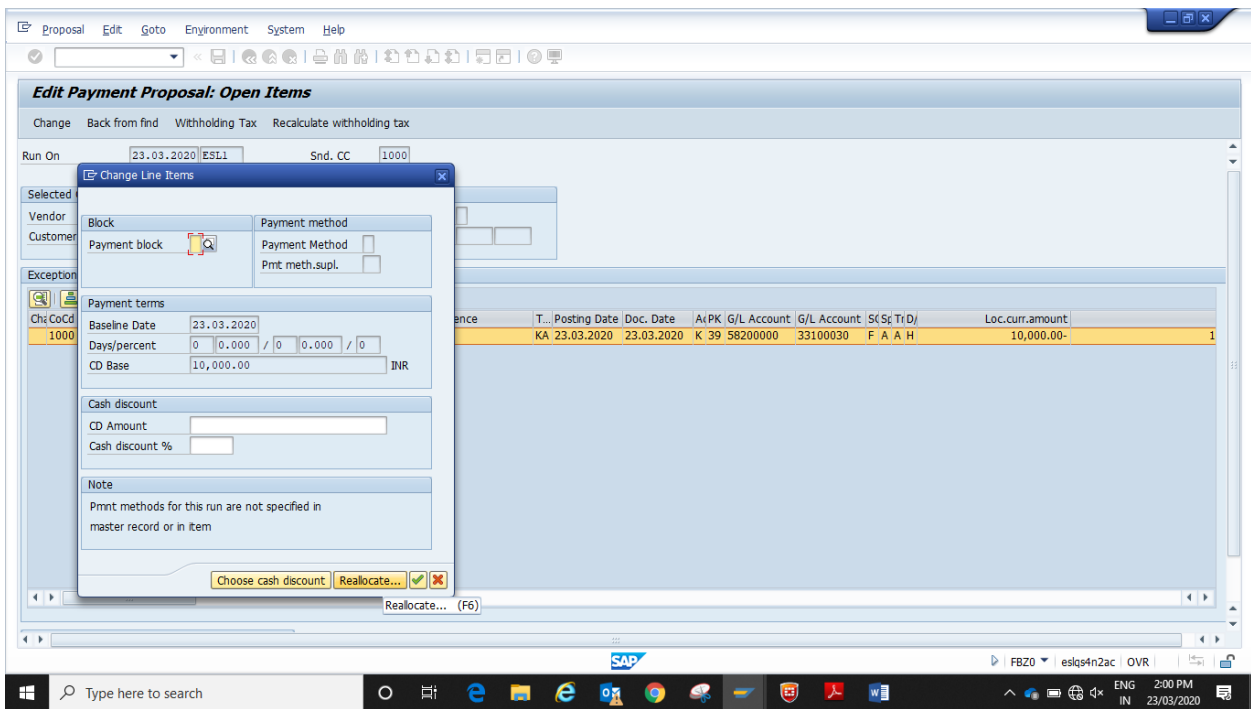 Proposal Edit Goto Environment System Help
Edit Payment Proposal: Open Items
Change Back from find Withholding Tax Recalculate withholding tax
Run On 23.03.2020 ESL1 Snd. CC 1000
Change Line Items
Selected
Vendor
Customer
Block Payment method
Payment block Payment Method
Pmt meth.supl.
Exception
Payment terms
CoCd T... Posting Date Doc. Date PK G/L Account G/L Account
Baseline Date 23.03.2020
1000 KA 23.03.2020 23.03.2020 K 39 58200000 33100030 F A A H 10,000.00- 1
Loc.curr.amount
Days/percent 0 0.000 / 0 0.000 / 0
CD Base 10,000.00 INR
Cash discount
CD Amount
Cash discount %
Note
Pmnt methods for this run are not specified in
master record or in item
Choose cash discount Reallocate...
Reallocate... (F6)
SAP
FBZ0 eslqs4n2ac OVR
Type here to search
ENG 2:00 PM
IN 23/03/2020